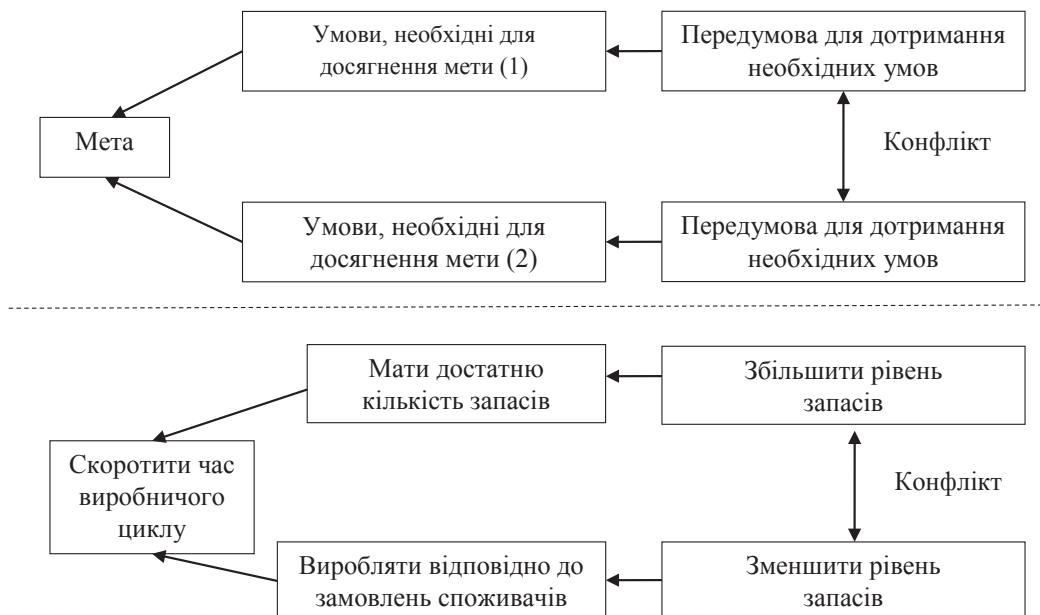 Умови, необхідні для
досягнення мети (1)
Передумова для дотримання
необхідних умов
Мета
Конфлікт
Умови, необхідні для
досягнення мети (2)
Передумова для дотримання
необхідних умов
Мати достатню
кількість запасів
Збільшити рівень
запасів
Скоротити час
виробничого
циклу
Конфлікт
Виробляти відповідно до
замовлень споживачів
Зменшити рівень
запасів